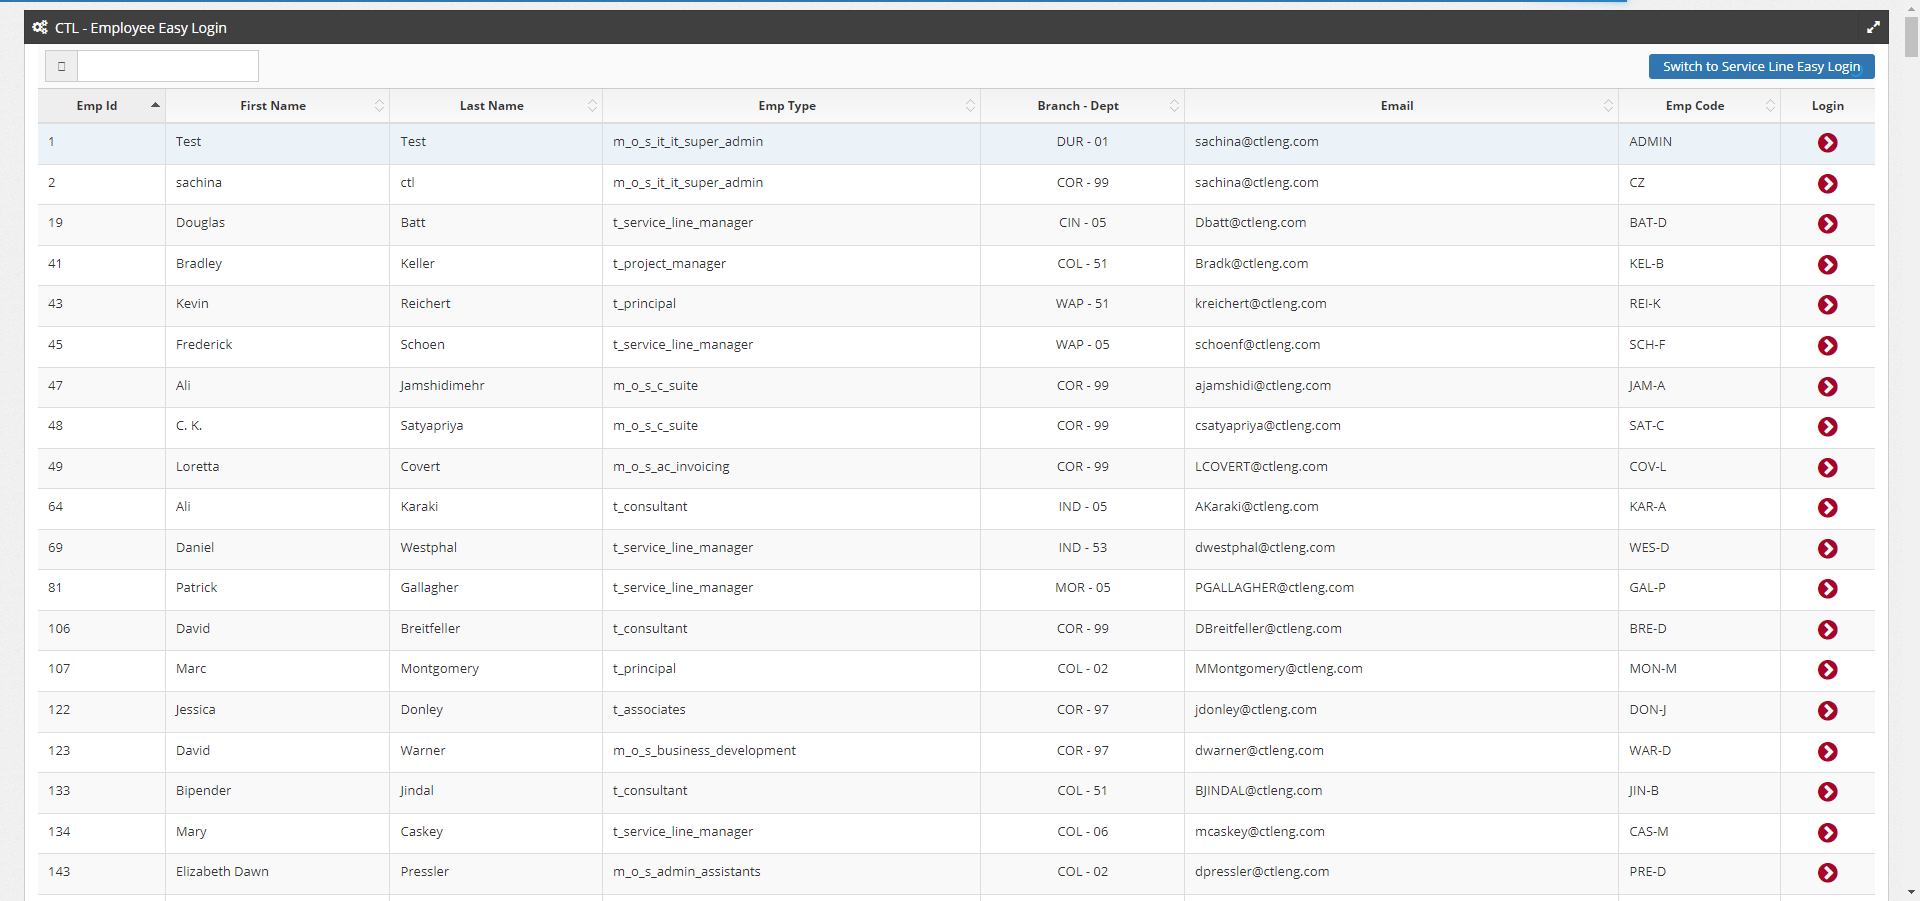 CTL - Employee Easy Login
Switch to Service Line Easy Login
Emp Id First Name Last Name Emp Type Branch - Dept Email Emp Code Login
1 Test Test m_o_s_it_it_super_admin DUR - 01 sachina@ctleng.com ADMIN
2 sachina ctl m_o_s_it_it_super_admin COR - 99 sachina@ctleng.com CZ
19 Douglas Batt t_service_line_manager CIN - 05 Dbatt@ctleng.com BAT-D
41 Bradley Keller t_project_manager COL - 51 Bradk@ctleng.com KEL-B
43 Kevin Reichert t_principal WAP - 51 kreichert@ctleng.com REI-K
45 Frederick Schoen t_service_line_manager WAP - 05 schoenf@ctleng.com SCH-F
47 Ali Jamshidimehr m_o_s_c_suite COR - 99 ajamshidi@ctleng.com JAM-A
48 C. K. Satyapriya m_o_s_c_suite COR - 99 csatyapriya@ctleng.com SAT-C
49 Loretta Covert m_o_s_ac_invoicing COR - 99 LCOVERT@ctleng.com COV-L
64 Ali Karaki t_consultant IND - 05 AKaraki@ctleng.com KAR-A
69 Daniel Westphal t_service_line_manager IND - 53 dwestphal@ctleng.com WES-D
81 Patrick Gallagher t_service_line_manager MOR - 05 PGALLAGHER@ctleng.com GAL-P
106 David Breitfeller t_consultant COR - 99 DBreitfeller@ctleng.com BRE-D
107 Marc Montgomery t_principal COL - 02 MMontgomery@ctleng.com MON-M
122 Jessica Donley t_associates COR - 97 jdonley@ctleng.com DON-J
123 David Warner m_o_s_business_development COR - 97 dwarner@ctleng.com WAR-D
133 Bipender Jindal t_consultant COL - 51 BJINDAL@ctleng.com JIN-B
134 Mary Caskey t_service_line_manager COL - 06 mcaskey@ctleng.com CAS-M
143 Elizabeth Dawn Pressler m_o_s_admin_assistants COL - 02 dpressler@ctleng.com PRE-D